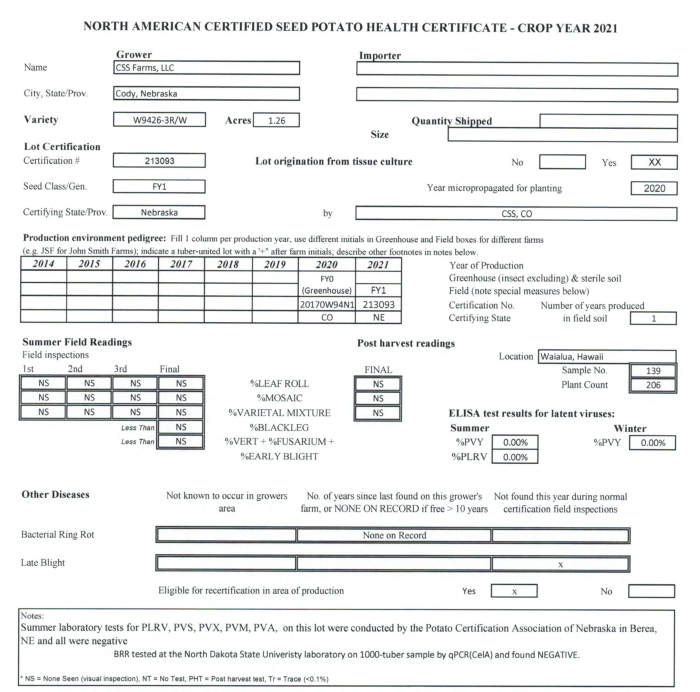 NORTH AMERICAN CERTIFIED SEED POTATO HEALTH CERTIFICATE - CROP YEAR 2021
Grower Importer
Name CSS Farms, LLC
City, State/Prov. Cody, Nebraska
Variety W9426-3R/W Acres 1.26 Quantity Shipped
Size
Lot Certification
Certification # 213093 Lot origination from tissue culture No Yes XX
Seed Class/Gen. FY1 Year micropropagated for planting 2020
Certifying State/Prov. Nebraska by CSS, CO
Production environment pedigree: Fill 1 column per production year, use different initials in Greenhouse and Field boxes for different farms
(e.g. JSF for John Smith Farms); indicate a tuber-united lot with a '+" after farm initials; describe other footnotes in notes below.
2014 2015 2016 2017 2018 2019 2020 2021 Year of Production
FY0 Greenhouse (insect excluding) & sterile soil
(Greenhouse) FY1 Field (note special measures below)
20170W94N1 213093 Certification No. Number of years produced
CO NE Certifying State in field soil 1
Summer Field Readings Post harvest readings
Field inspections Location Waialua, Hawaii
1st 2nd 3rd Final FINAL Sample No. 139
NS NS NS NS %LEAF ROLL NS Plant Count 206
NS NS NS NS %MOSAIC NS
NS NS NS NS %VARIETAL MIXTURE NS ELISA test results for latent viruses:
Less Than NS %BLACKLEG Summer Winter
Less Than NS %VERT + %FUSARIUM + %PVY 0.00% %PVY 0.00%
%EARLY BLIGHT %PLRV 0.00%
Other Diseases Not known to occur in growers area No. of years since last found on this grower's farm, or NONE ON RECORD if free > 10 years Not found this year during normal certification field inspections
Bacterial Ring Rot None on Record
Late Blight x
Eligible for recertification in area of production Yes x No
Notes:
Summer laboratory tests for PLRV, PVS, PVX, PVM, PVA, on this lot were conducted by the Potato Certification Association of Nebraska in Berea,
NE and all were negative
BRR tested at the North Dakota State Univeristy laboratory on 1000-tuber sample by qPCR(CelA) and found NEGATIVE.
* NS = None Seen (visual inspection), NT = No Test, PHT = Post harvest test, Tr = Trace (<0.1%)